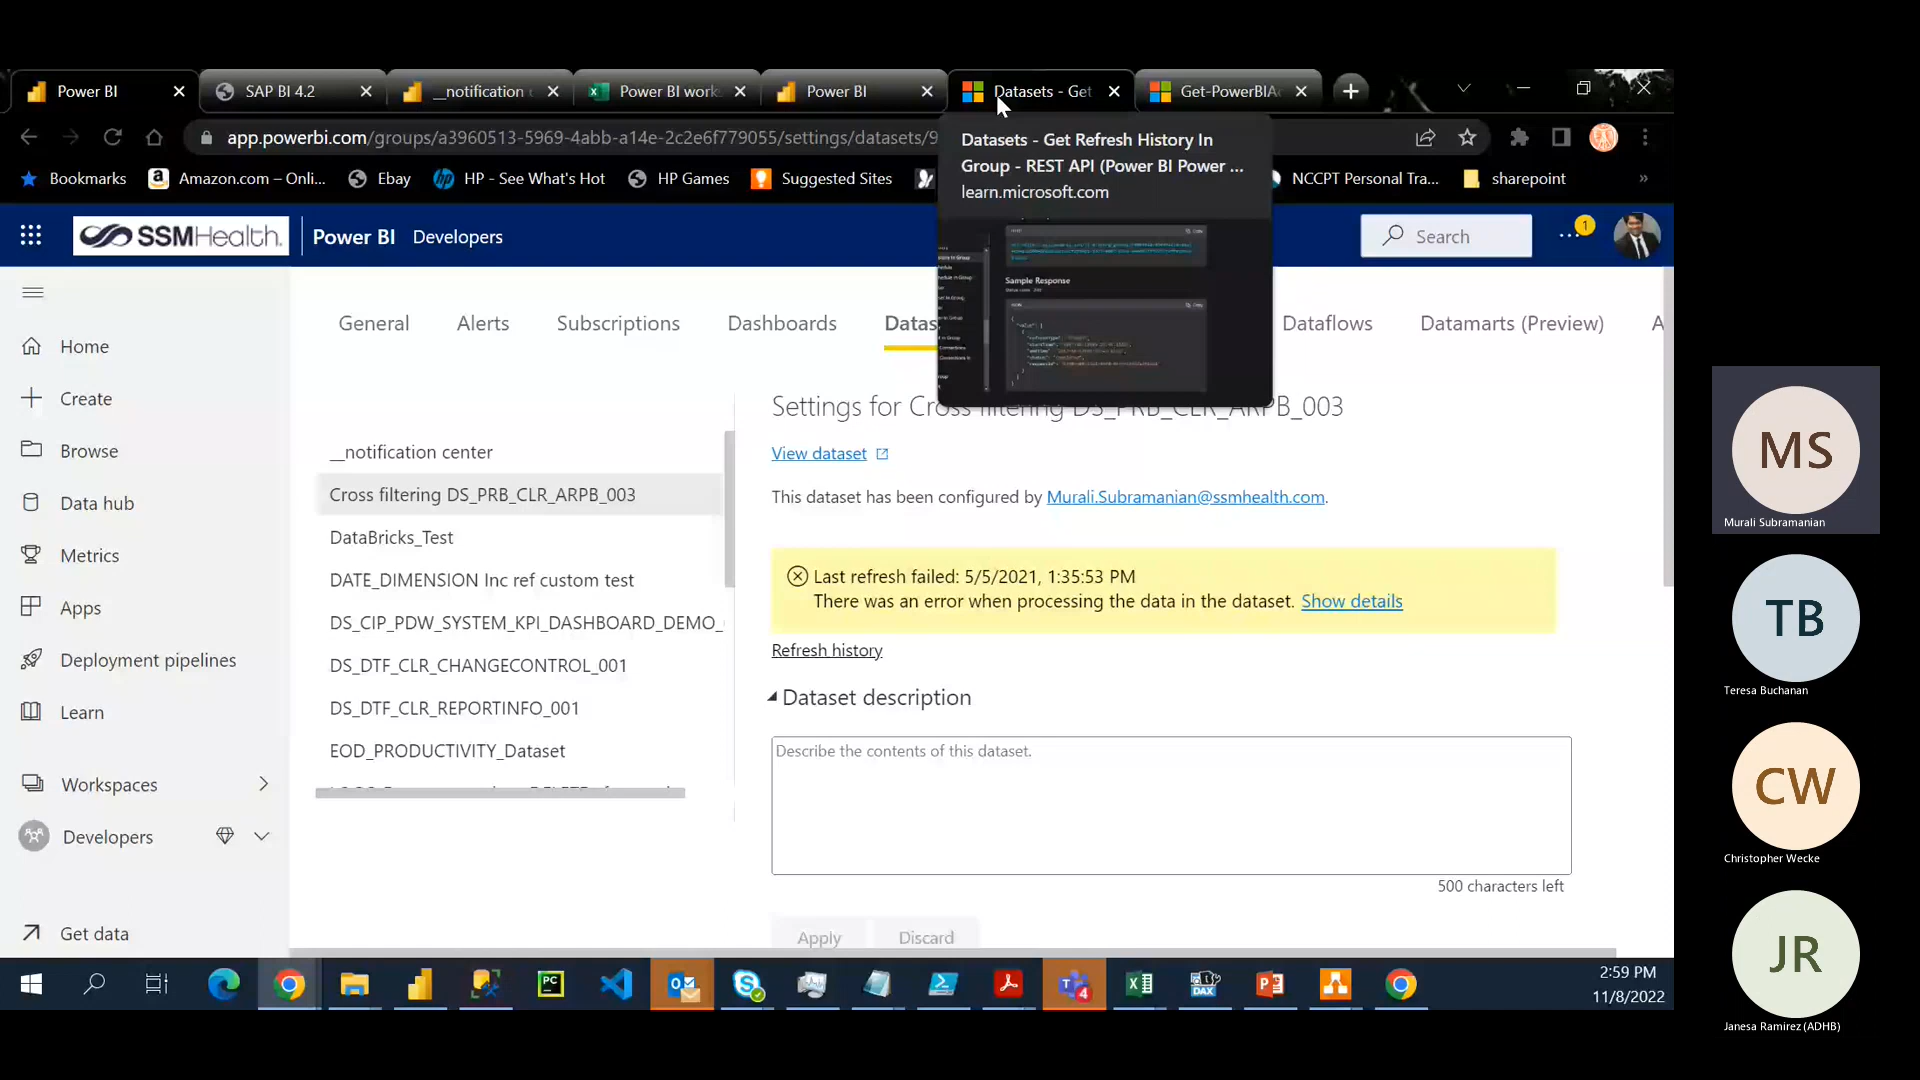 Power BI
SAP BI 4.2
__notification c
Power BI work
Power BI
Datasets - Get
Get-PowerBIA
app.powerbi.com/groups/a3960513-5969-4abb-a14e-2c2e6f779055/settings/datasets/9
Datasets - Get Refresh History In
Group - REST API (Power BI Power ...
learn.microsoft.com
Bookmarks
Amazon.com – Onli...
Ebay
HP - See What's Hot
HP Games
Suggested Sites
NCCPT Personal Tra...
sharepoint
»
SSMHealth.
Power BI
Developers
Search
1
Sample Response
General
Alerts
Subscriptions
Dashboards
Datas
Dataflows
Datamarts (Preview)
A
Home
Create
Browse
Data hub
Metrics
Apps
Deployment pipelines
Learn
Workspaces
Developers
Get data
__notification center
Cross filtering DS_PRB_CLR_ARPB_003
DataBricks_Test
DATE_DIMENSION Inc ref custom test
DS_CIP_PDW_SYSTEM_KPI_DASHBOARD_DEMO_
DS_DTF_CLR_CHANGECONTROL_001
DS_DTF_CLR_REPORTINFO_001
EOD_PRODUCTIVITY_Dataset
Settings for Cross filtering DS_PRB_CLR_ARPB_003
View dataset
This dataset has been configured by Murali.Subramanian@ssmhealth.com.
Last refresh failed: 5/5/2021, 1:35:53 PM
There was an error when processing the data in the dataset. Show details
Refresh history
Dataset description
Describe the contents of this dataset.
500 characters left
Apply
Discard
MS
Murali Subramanian
TB
Teresa Buchanan
CW
Christopher Wecke
JR
Janesa Ramirez (ADHB)
PC
4
DAX
2:59 PM
11/8/2022